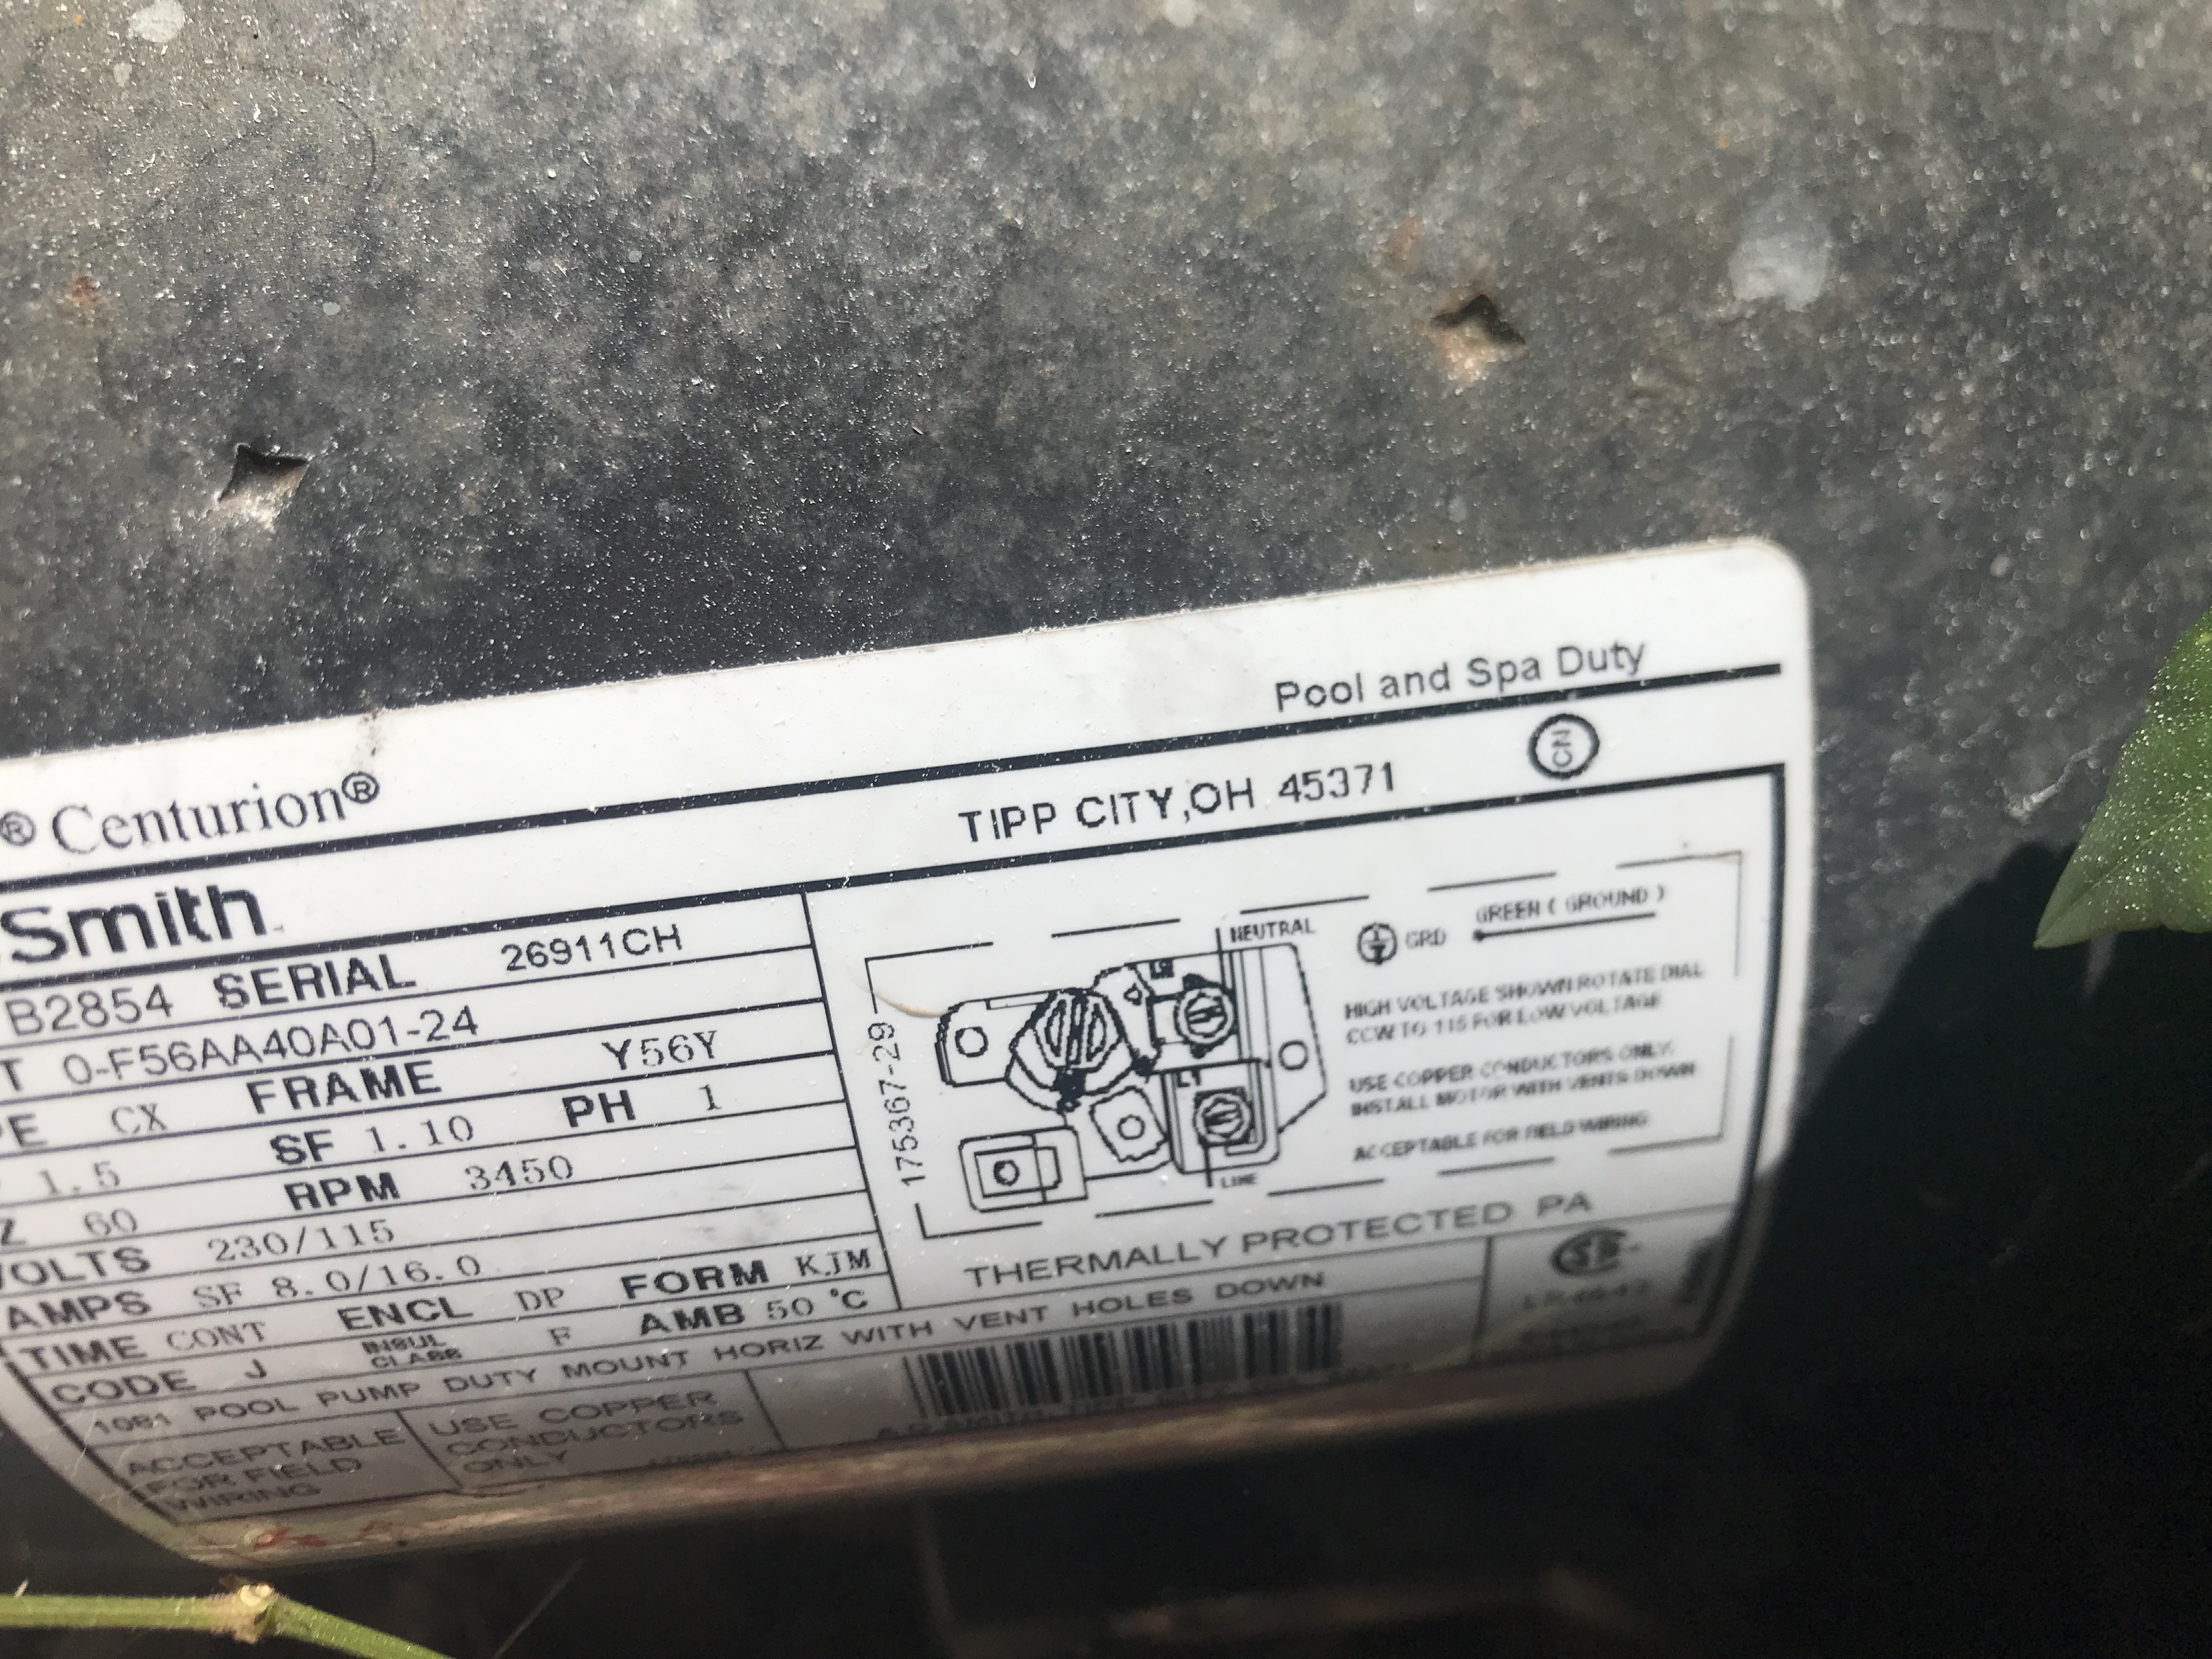 ® Centurion®
Pool and Spa Duty
Smith
TIPP CITY,OH 45371
B2854 SERIAL 26911CH
T 0-F56AA40A01-24
PE CX FRAME Y56Y
1.5 SF 1.10 PH 1
Z 60 RPM 3450
VOLTS 230/115
AMPS SF 8.0/16.0
TIME CONT ENCL DP FORM KJM
CODE J INSUL CLASS F AMB 50 °C
1081 POOL PUMP DUTY MOUNT HORIZ WITH VENT HOLES DOWN
ACCEPTABLE
FOR FIELD
WIRING
USE COPPER
CONDUCTORS
ONLY
175367-29
NEUTRAL
L2
L1
LINE
GRD
GREEN ( GROUND )
HIGH VOLTAGE SHOWN ROTATE DIAL
CCW TO 115 FOR LOW VOLTAGE
USE COPPER CONDUCTORS ONLY.
INSTALL MOTOR WITH VENTS DOWN
ACCEPTABLE FOR FIELD WIRING
THERMALLY PROTECTED PA